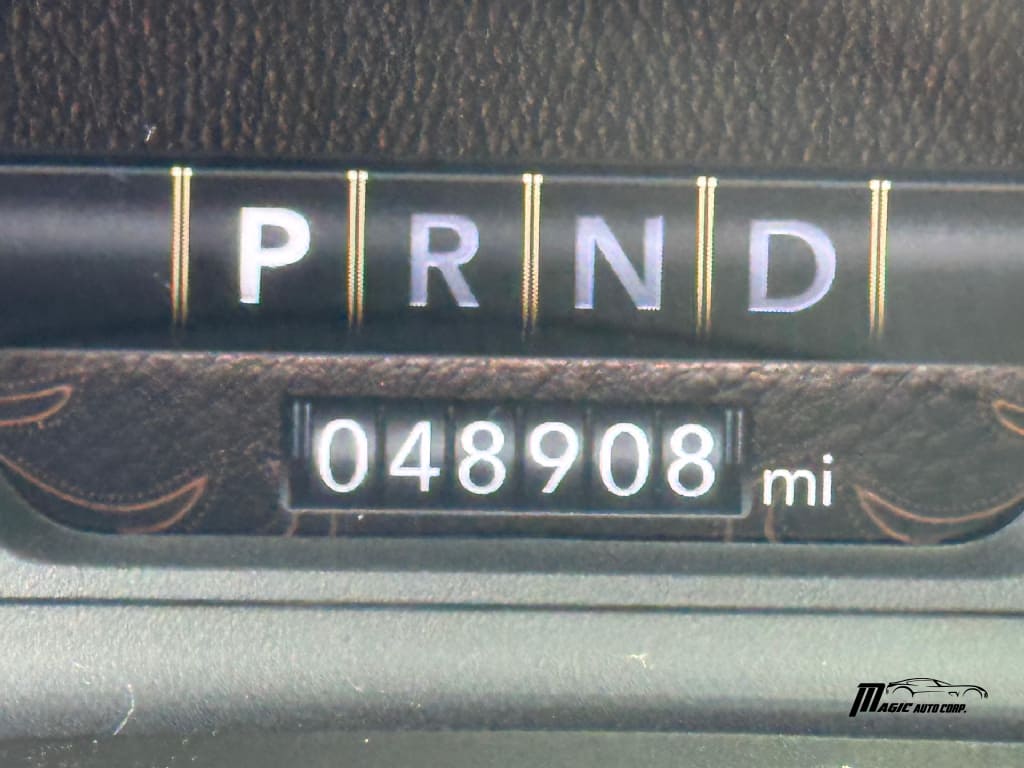 P R N D
048908 mi
MAGIC AUTO CORP.